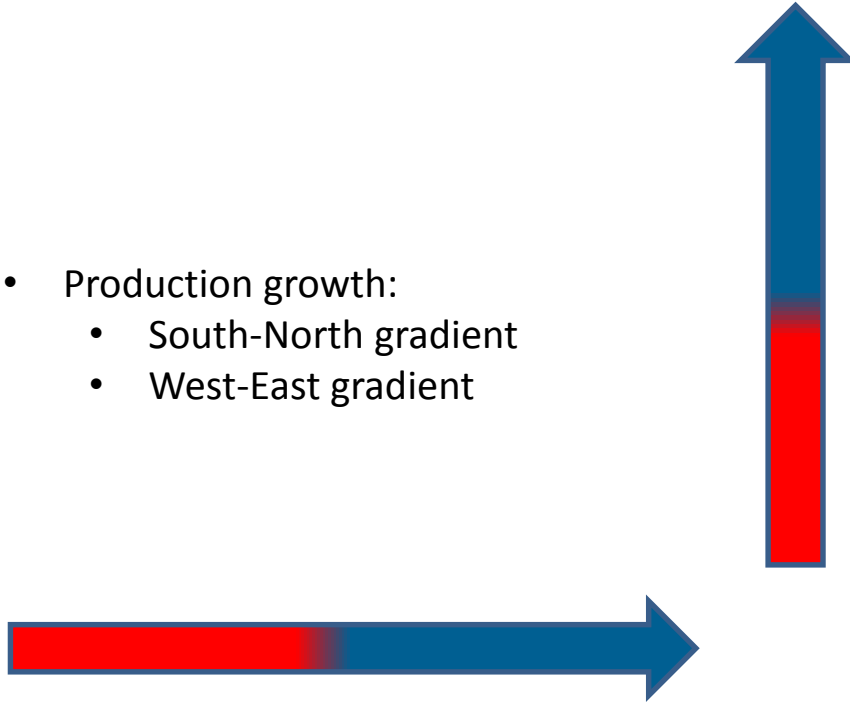 • Production growth:
• South-North gradient
• West-East gradient